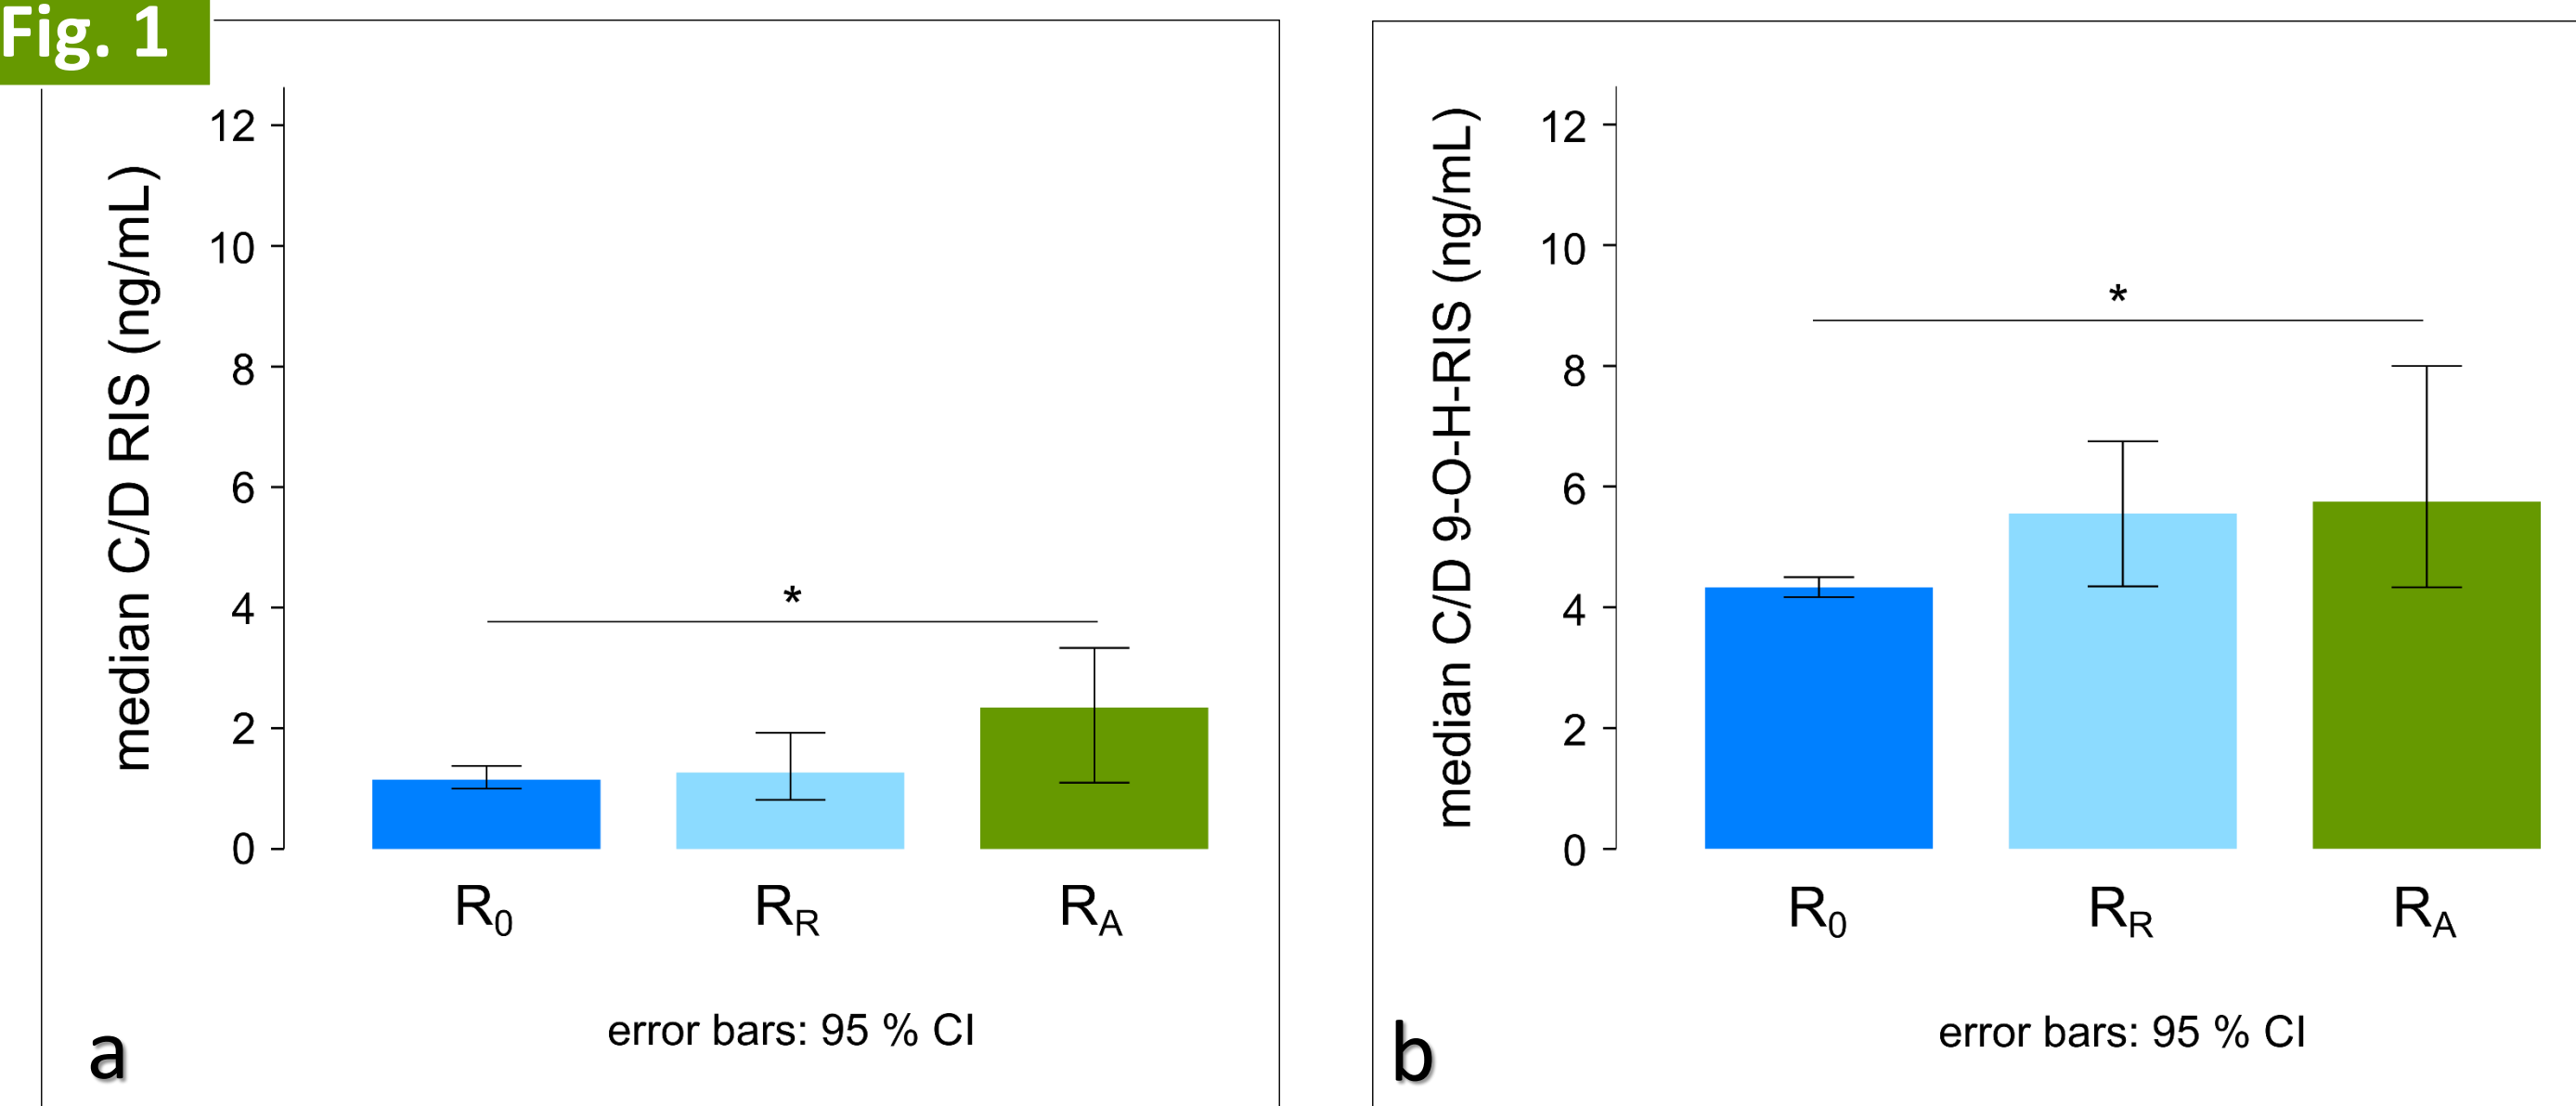 Fig. 1
median C/D RIS (ng/mL)
12
10
8
6
4
2
0
*
R0
RR
RA
error bars: 95 % CI
a
median C/D 9-O-H-RIS (ng/mL)
12
10
8
6
4
2
0
*
R0
RR
RA
error bars: 95 % CI
b